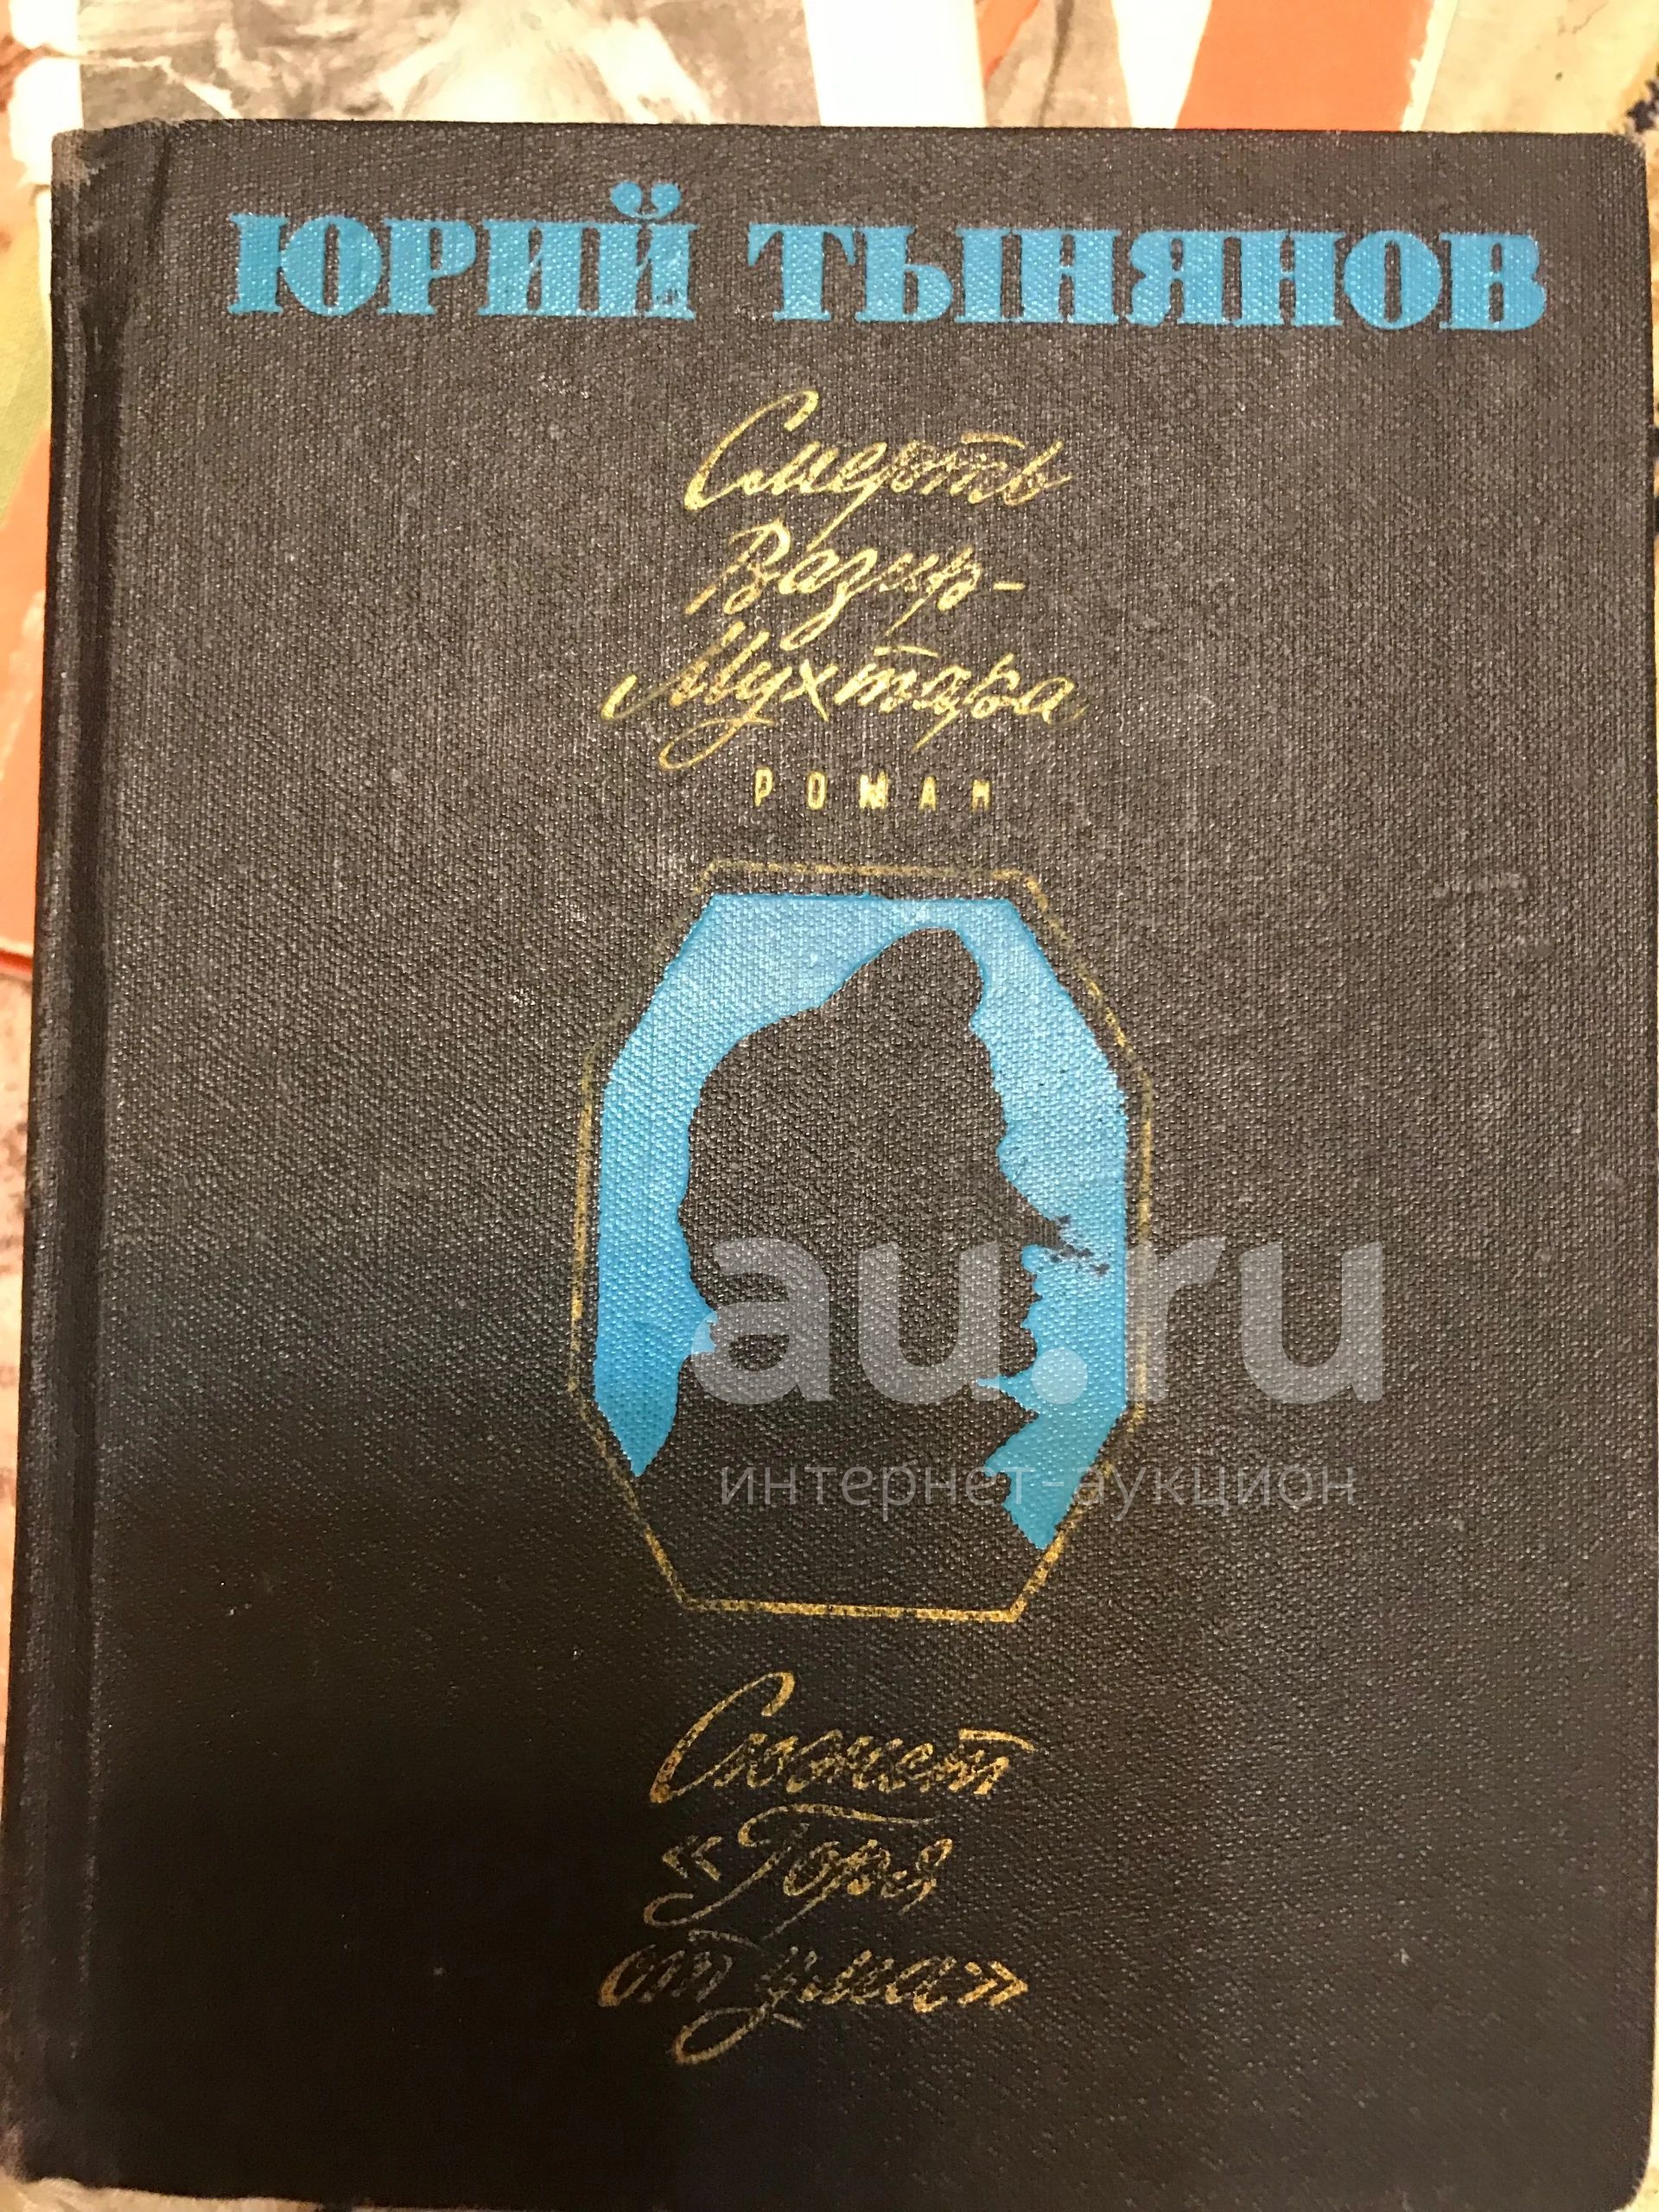 ЮРИЙ ТЫНЯНОВ
Смерть
Вазир-
Мухтара
РОМАН
au.ru
интернет-аукцион
Сюжет
«Горя
от ума»